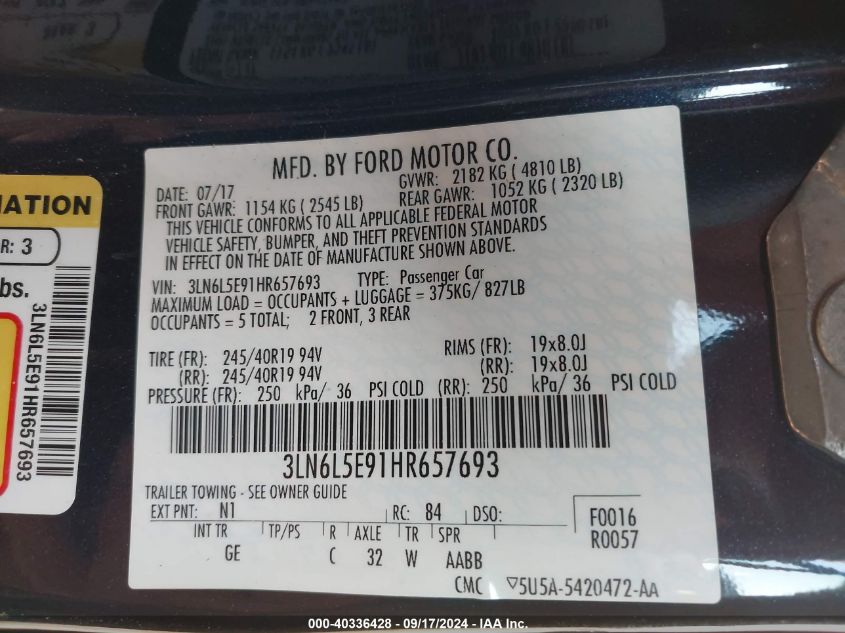 MFD. BY FORD MOTOR CO.
DATE: 07/17
GVWR: 2182 KG ( 4810 LB)
FRONT GAWR: 1154 KG ( 2545 LB)
REAR GAWR: 1052 KG ( 2320 LB)
THIS VEHICLE CONFORMS TO ALL APPLICABLE FEDERAL MOTOR
VEHICLE SAFETY, BUMPER, AND THEFT PREVENTION STANDARDS
IN EFFECT ON THE DATE OF MANUFACTURE SHOWN ABOVE.
VIN: 3LN6L5E91HR657693 TYPE: Passenger Car
MAXIMUM LOAD = OCCUPANTS + LUGGAGE = 375KG/ 827LB
OCCUPANTS = 5 TOTAL; 2 FRONT, 3 REAR
TIRE (FR): 245/40R19 94V RIMS (FR): 19x8.0J
(RR): 245/40R19 94V (RR): 19x8.0J
PRESSURE (FR): 250 kPa/ 36 PSI COLD (RR): 250 kPa/ 36 PSI COLD
3LN6L5E91HR657693
TRAILER TOWING - SEE OWNER GUIDE
EXT PNT: N1 RC: 84 DSO:
F0016
R0057
INT TR TP/PS R AXLE TR SPR
GE C 32 W AABB
CMC ▽5U5A-5420472-AA
R: 3
bs.
3LN6L5E91HR657693
000-40336428 - 09/17/2024 - IAA Inc.